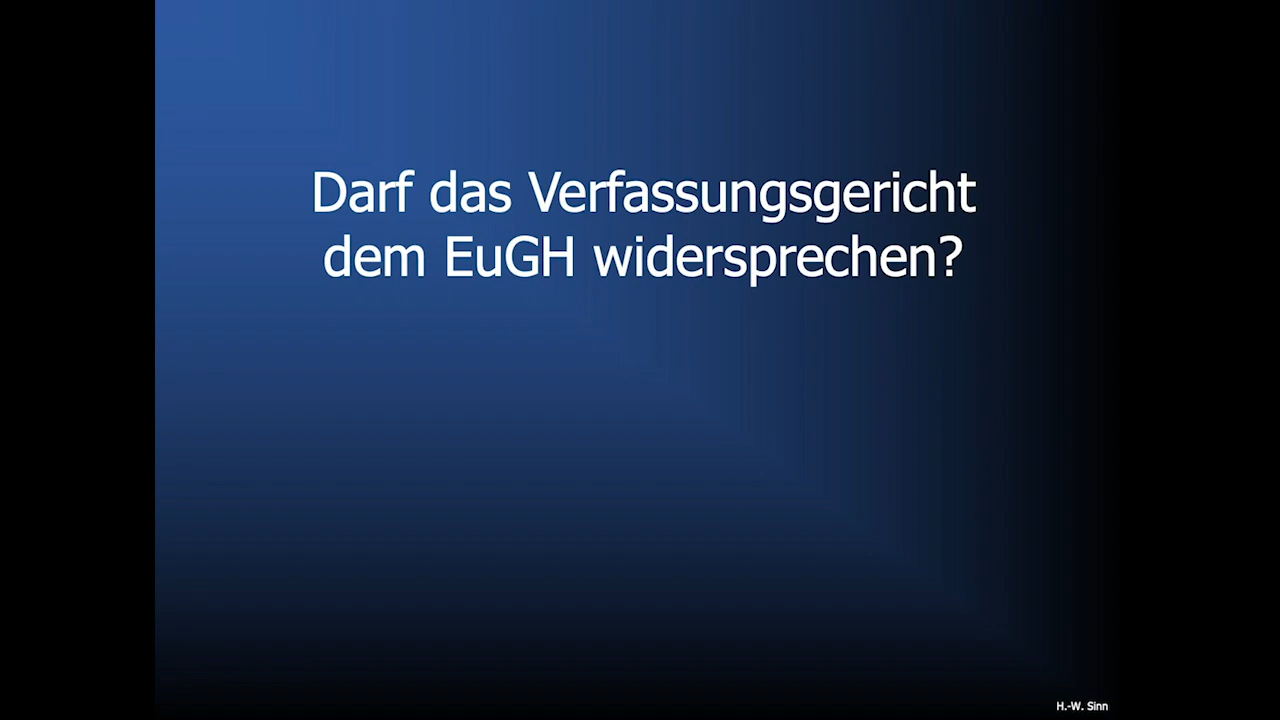 Darf das Verfassungsgericht
dem EuGH widersprechen?
H.-W. Sinn